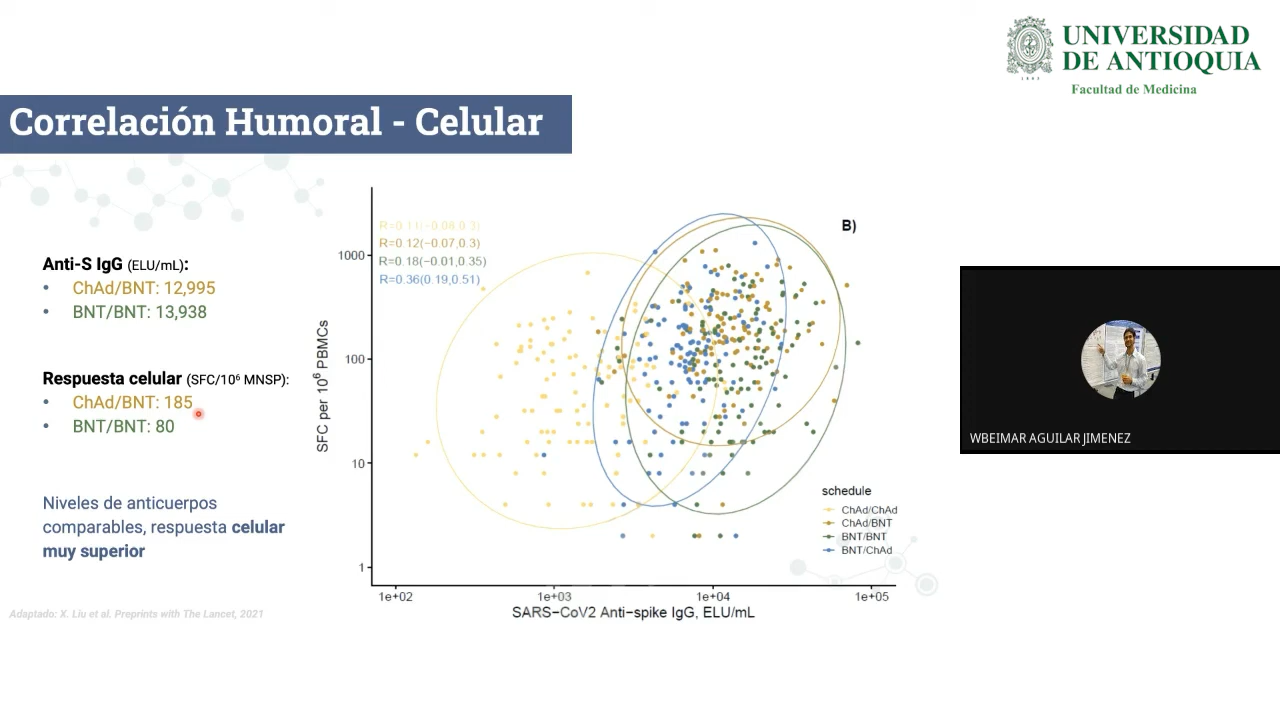 UNIVERSIDAD
DE ANTIOQUIA
1803
Facultad de Medicina
Correlación Humoral - Celular
Anti-S IgG (ELU/mL):
• ChAd/BNT: 12,995
• BNT/BNT: 13,938
Respuesta celular (SFC/10⁶ MNSP):
• ChAd/BNT: 185
• BNT/BNT: 80
Niveles de anticuerpos
comparables, respuesta celular
muy superior
Adaptado: X. Liu et al. Preprints with The Lancet, 2021
B)
R=0.11(−0.08,0.3)
R=0.12(−0.07,0.3)
R=0.18(−0.01,0.35)
R=0.36(0.19,0.51)
SFC per 10⁶ PBMCs
1000
100
10
1
1e+02
1e+03
1e+04
1e+05
SARS−CoV2 Anti−spike IgG, ELU/mL
schedule
ChAd/ChAd
ChAd/BNT
BNT/BNT
BNT/ChAd
WBEIMAR AGUILAR JIMENEZ